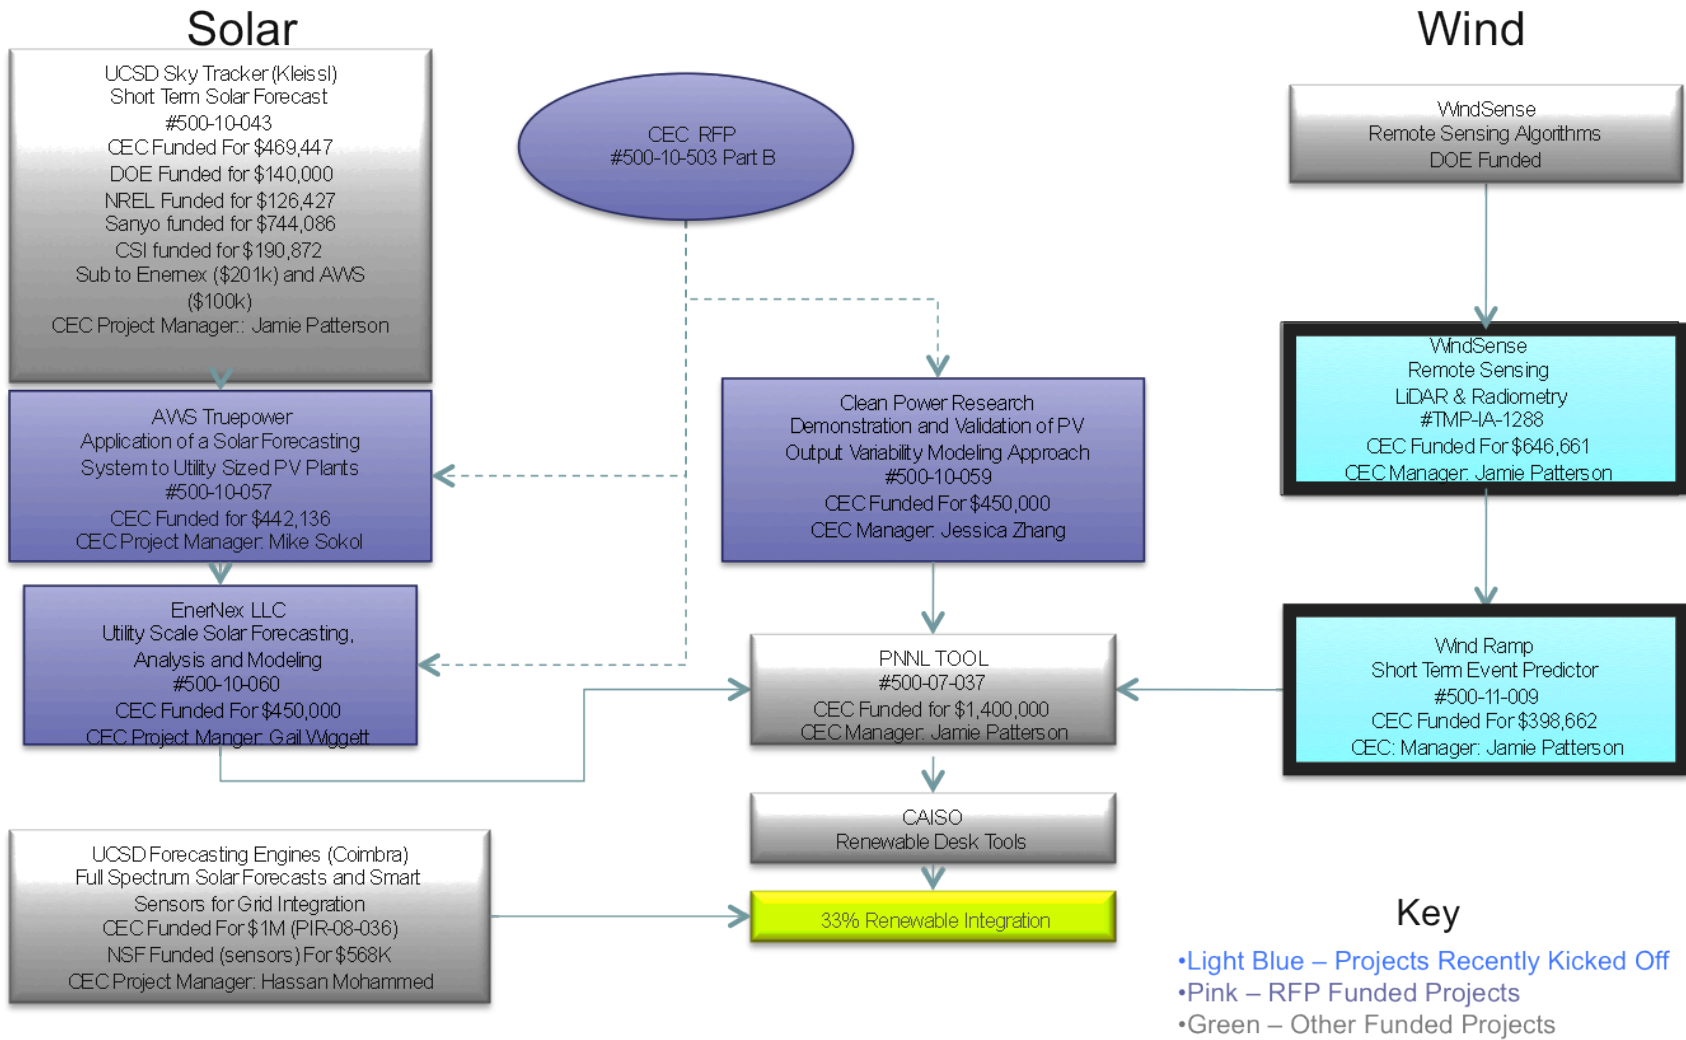 Solar
UCSD Sky Tracker (Kleissl)
Short Term Solar Forecast
#500-10-043
CEC Funded For $469,447
DOE Funded for $140,000
NREL Funded for $126,427
Sanyo funded for $744,086
CSI funded for $190,872
Sub to Enernex ($201k) and AWS
($100k)
CEC Project Manager:: Jamie Patterson
AWS Truepower
Application of a Solar Forecasting
System to Utility Sized PV Plants
#500-10-057
CEC Funded for $442,136
CEC Project Manager: Mike Sokol
EnerNex LLC
Utility Scale Solar Forecasting,
Analysis and Modeling
#500-10-060
CEC Funded For $450,000
CEC Project Manger: Gail Wiggett
UCSD Forecasting Engines (Coimbra)
Full Spectrum Solar Forecasts and Smart
Sensors for Grid Integration
CEC Funded For $1M (PIR-08-036)
NSF Funded (sensors) For $568K
CEC Project Manager: Hassan Mohammed
CEC RFP
#500-10-503 Part B
Clean Power Research
Demonstration and Validation of PV
Output Variability Modeling Approach
#500-10-059
CEC Funded For $450,000
CEC Manager: Jessica Zhang
PNNL TOOL
#500-07-037
CEC Funded for $1,400,000
CEC Manager: Jamie Patterson
CAISO
Renewable Desk Tools
33% Renewable Integration
Wind
WindSense
Remote Sensing Algorithms
DOE Funded
WindSense
Remote Sensing
LiDAR & Radiometry
#TMP-IA-1288
CEC Funded For $646,661
CEC Manager: Jamie Patterson
Wind Ramp
Short Term Event Predictor
#500-11-009
CEC Funded For $398,662
CEC: Manager: Jamie Patterson
Key
•Light Blue – Projects Recently Kicked Off
•Pink – RFP Funded Projects
•Green – Other Funded Projects